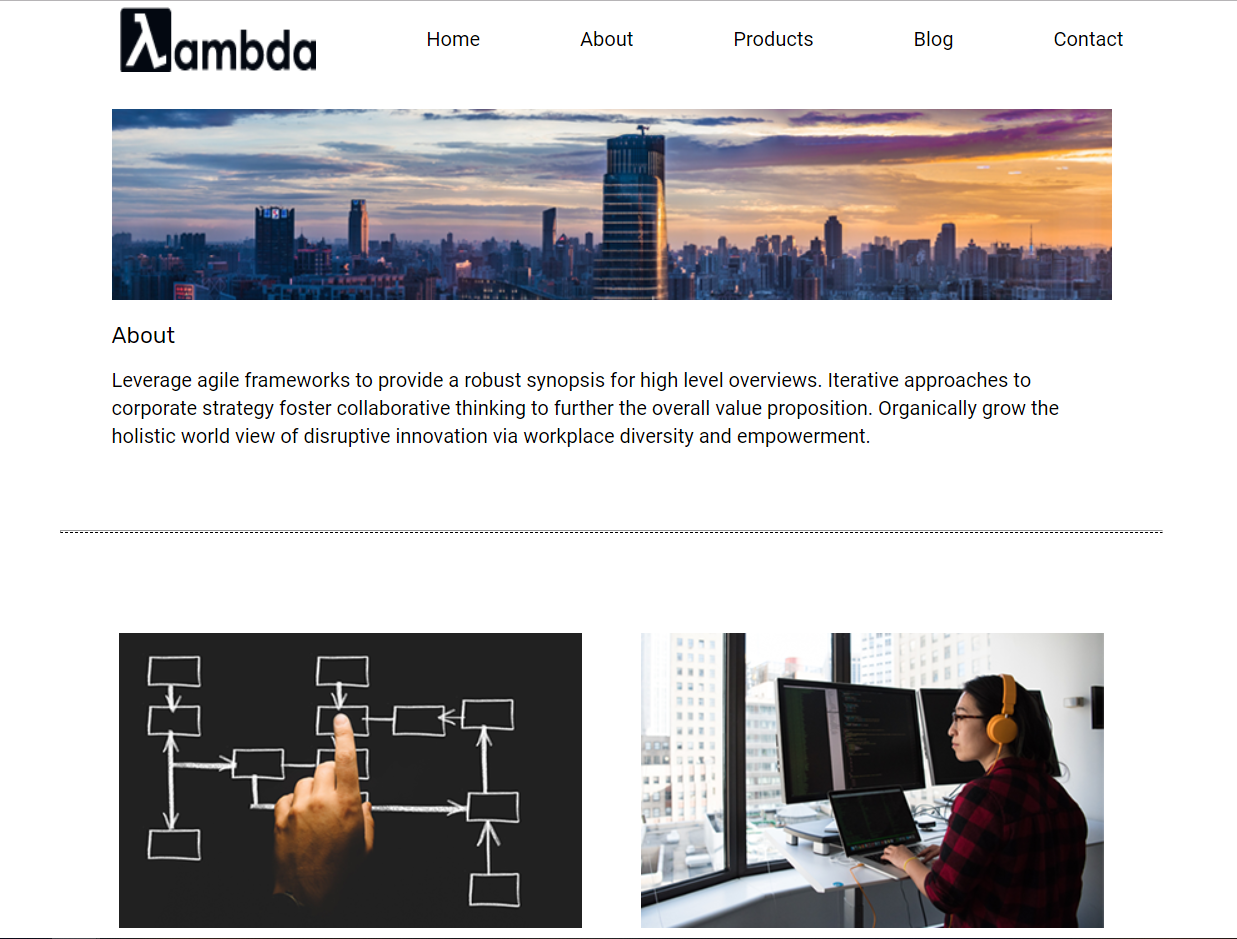 λambda
Home About Products Blog Contact
About
Leverage agile frameworks to provide a robust synopsis for high level overviews. Iterative approaches to
corporate strategy foster collaborative thinking to further the overall value proposition. Organically grow the
holistic world view of disruptive innovation via workplace diversity and empowerment.